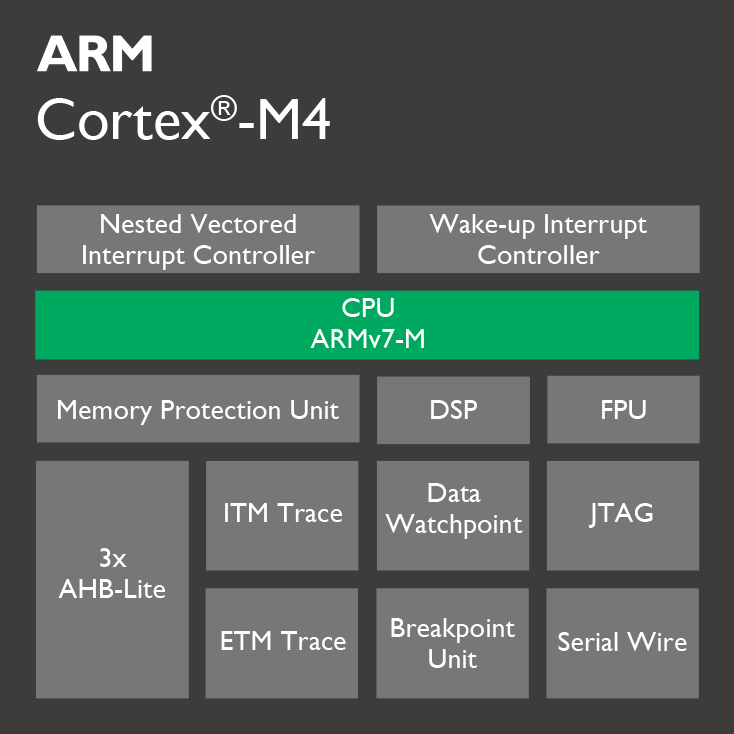 ARM
Cortex®-M4
Nested Vectored
Interrupt Controller
Wake-up Interrupt
Controller
CPU
ARMv7-M
Memory Protection Unit
DSP
FPU
3x
AHB-Lite
ITM Trace
Data
Watchpoint
JTAG
ETM Trace
Breakpoint
Unit
Serial Wire